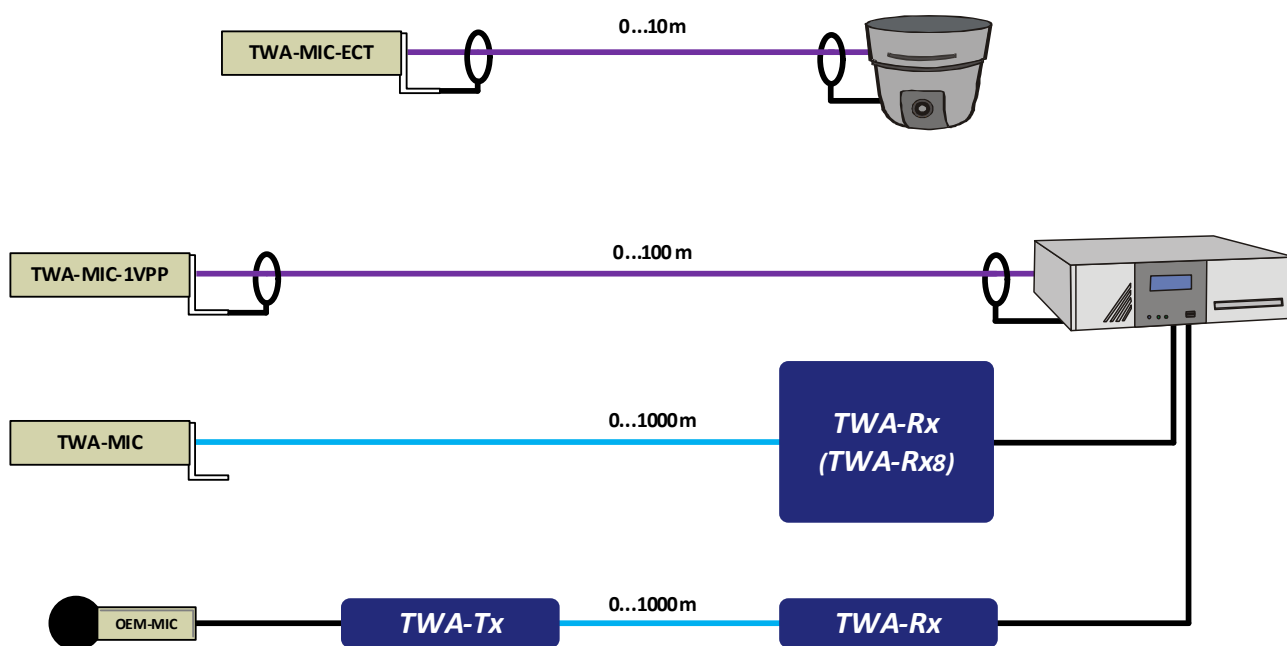 0...10m
TWA-MIC-ECT
0...100m
TWA-MIC-1VPP
0...1000m
TWA-Rx
TWA-MIC
(TWA-Rx8)
0...1000m
OEM-MIC
TWA-Tx
TWA-Rx